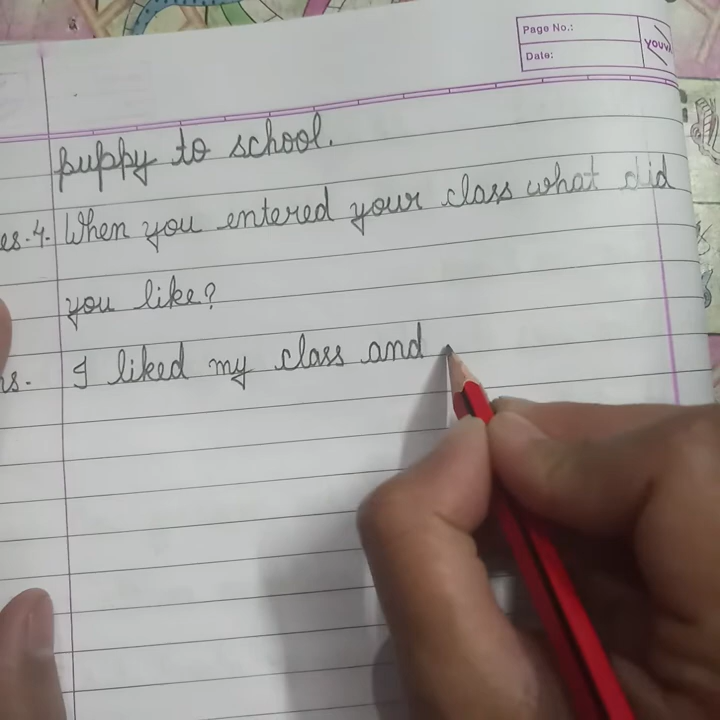 Page No.:
Date:
puppy to school.
es.4. When you entered your class what did
you like?
ns. I liked my class and